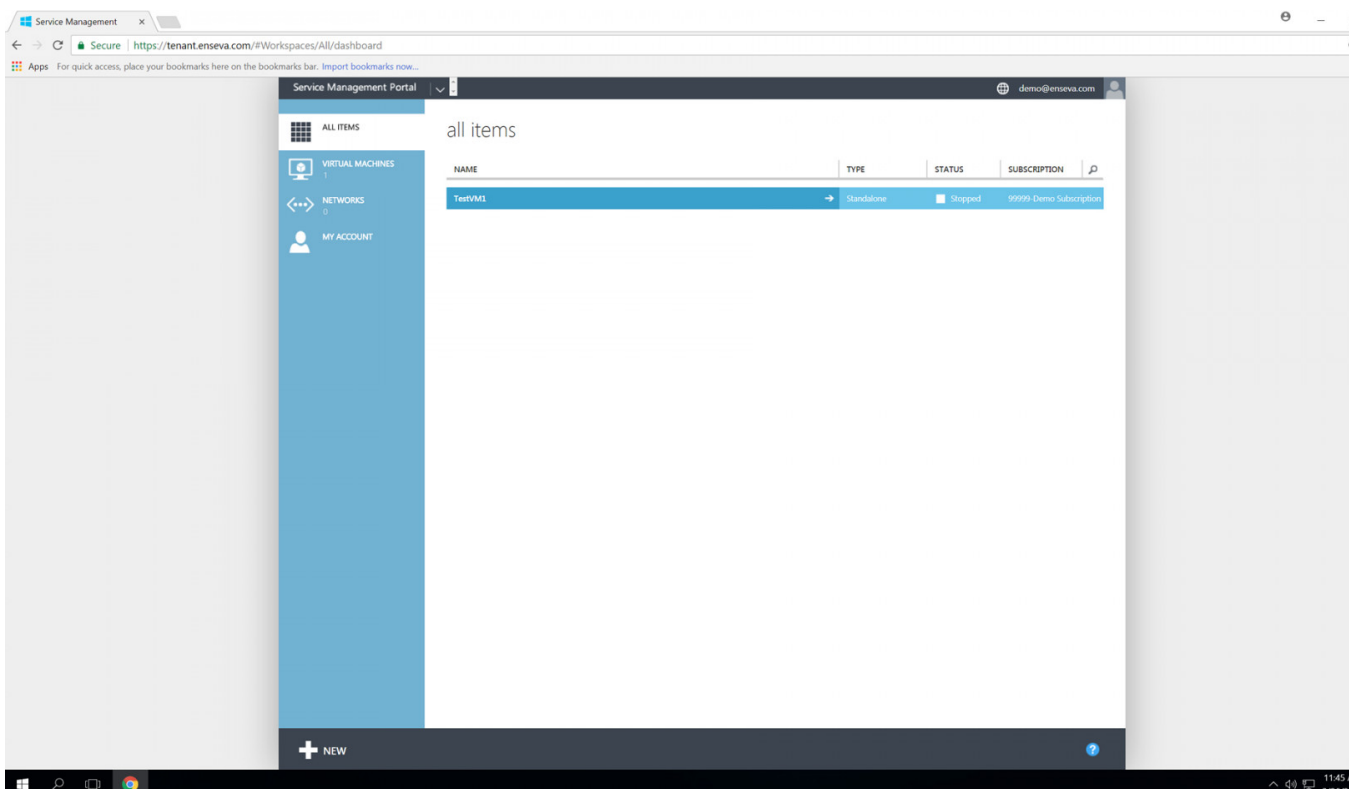 Service Management
Secure https://tenant.enseva.com/#Workspaces/All/dashboard
Apps For quick access, place your bookmarks here on the bookmarks bar. Import bookmarks now...
Service Management Portal demo@enseva.com
ALL ITEMS
VIRTUAL MACHINES
1
NETWORKS
0
MY ACCOUNT
all items
NAME TYPE STATUS SUBSCRIPTION
TestVM1 Standalone Stopped 99999-Demo Subscription
NEW
11:45